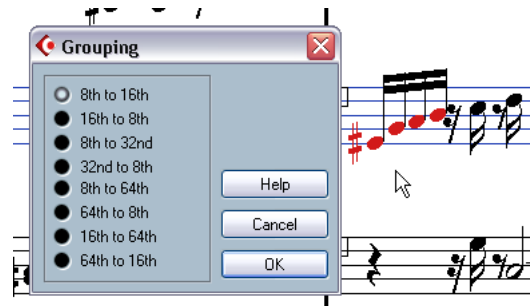 Grouping
8th to 16th
16th to 8th
8th to 32nd
32nd to 8th
8th to 64th
64th to 8th
16th to 64th
64th to 16th
Help
Cancel
OK